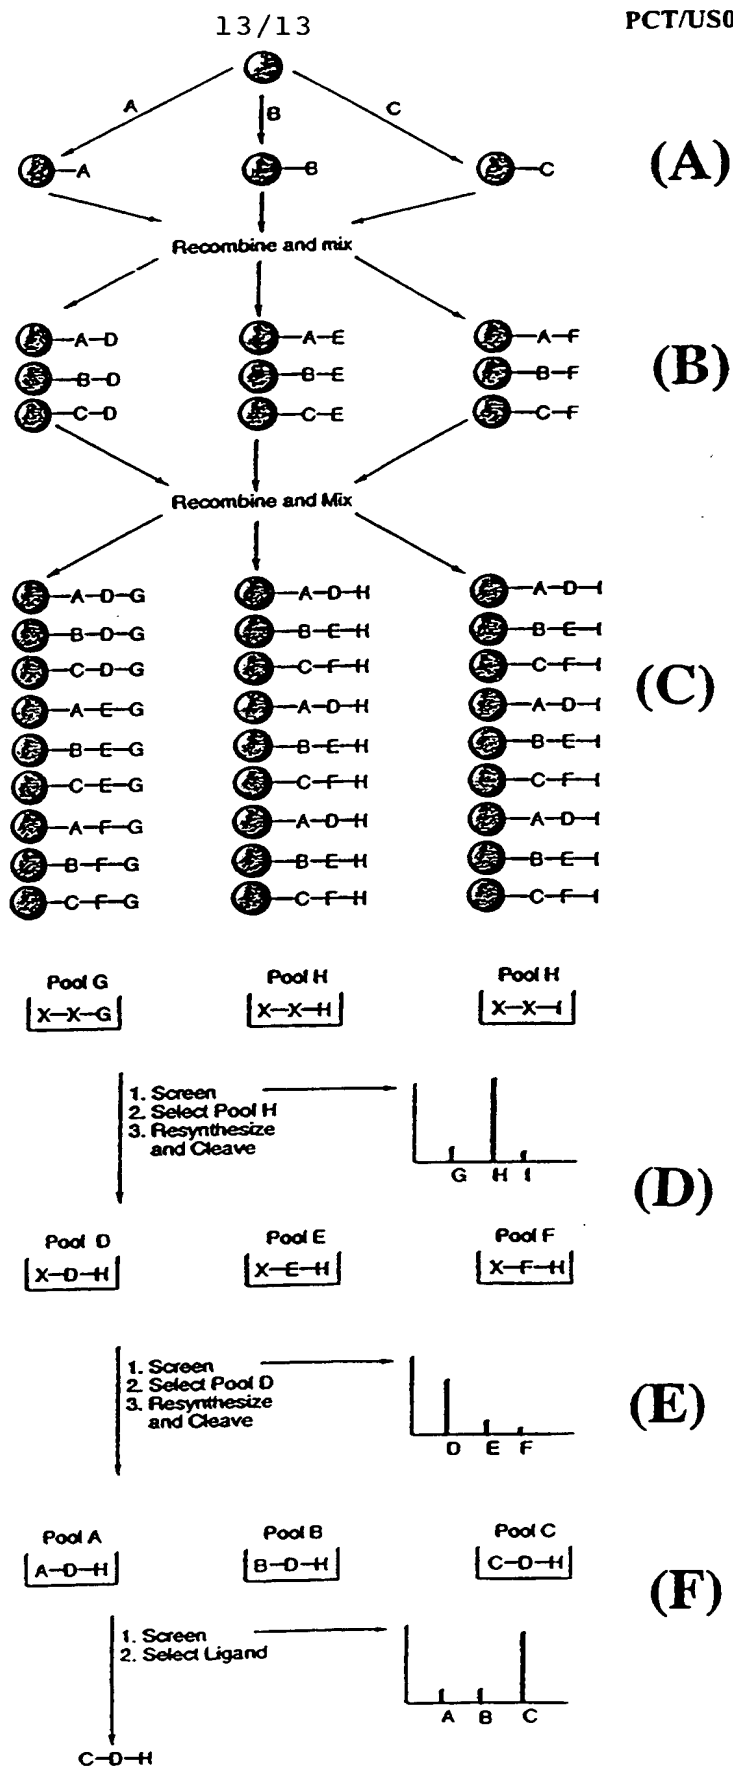 13/13
PCT/US0
A
B
C
A
B
C
(A)
Recombine and mix
A-D
A-E
A-F
B-D
B-E
B-F
(B)
C-D
C-E
C-F
Recombine and Mix
A-D-G
A-D-H
A-D-I
B-D-G
B-E-H
B-E-I
C-D-G
C-F-H
C-F-I
(C)
A-E-G
A-D-H
A-D-I
B-E-G
B-E-H
B-E-I
C-E-G
C-F-H
C-F-I
A-F-G
A-D-H
A-D-I
B-F-G
B-E-H
B-E-I
C-F-G
C-F-H
C-F-I
Pool G
Pool H
Pool H
X-X-G
X-X-H
X-X-I
1. Screen
2. Select Pool H
3. Resynthesize
and Cleave
G H I
(D)
Pool D
Pool E
Pool F
X-D-H
X-E-H
X-F-H
1. Screen
2. Select Pool D
3. Resynthesize
and Cleave
D E F
(E)
Pool A
Pool B
Pool C
A-D-H
B-D-H
C-D-H
(F)
1. Screen
2. Select Ligand
A B C
C-D-H